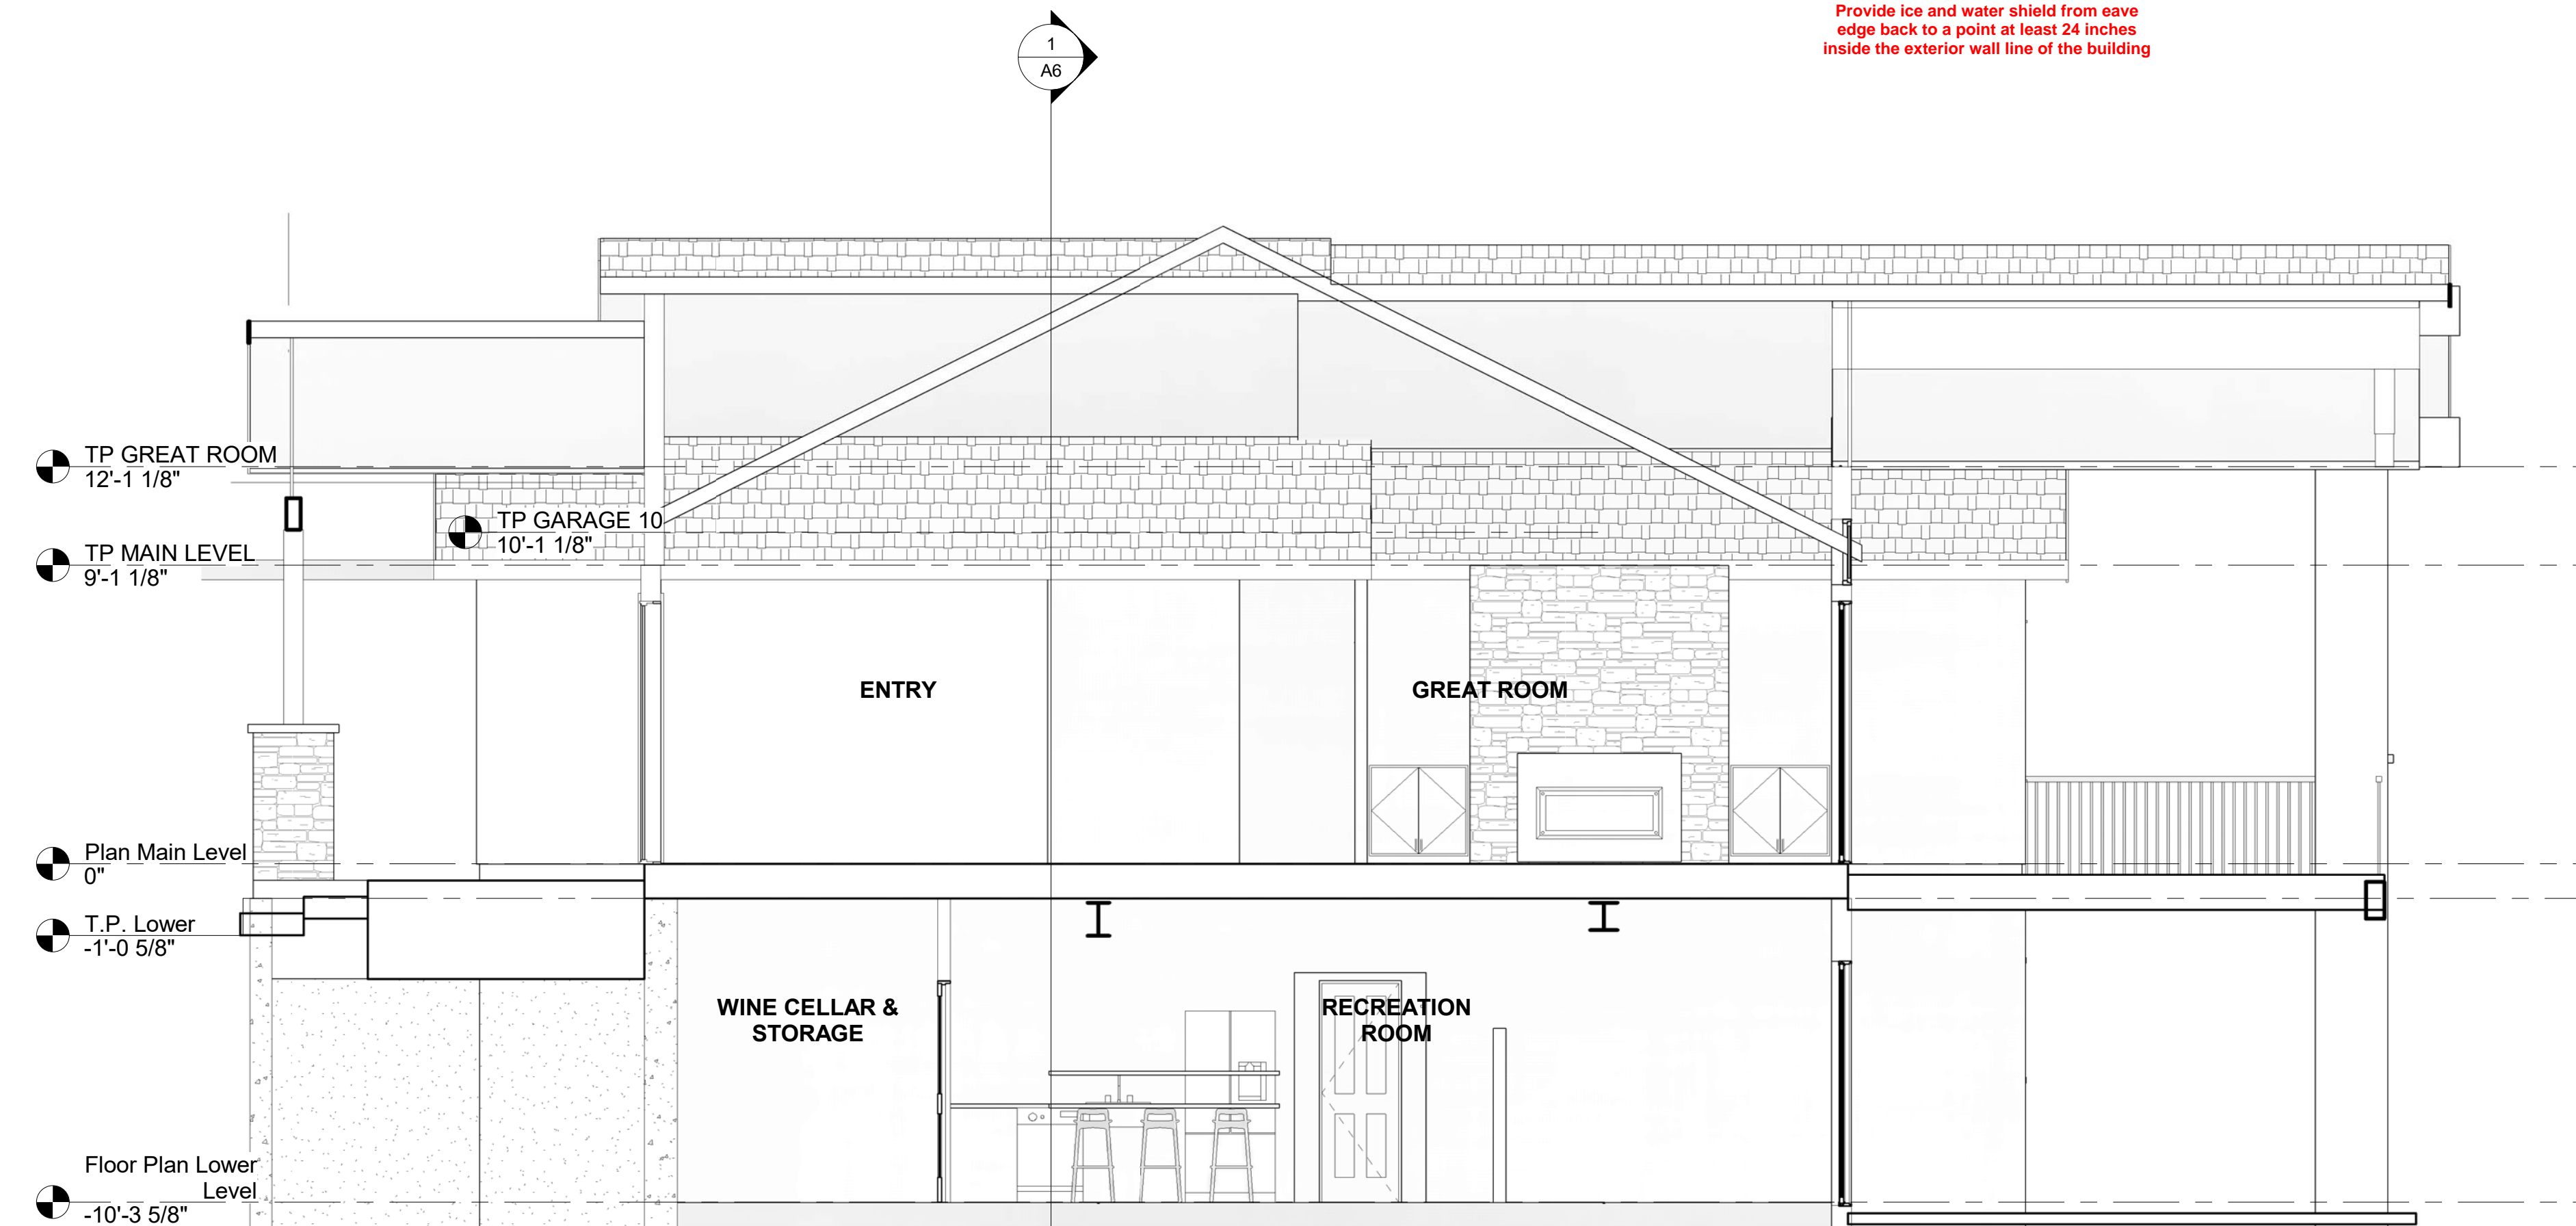 Provide ice and water shield from eave
edge back to a point at least 24 inches
inside the exterior wall line of the building
1
A6
TP GREAT ROOM
12'-1 1/8"
TP GARAGE 10
10'-1 1/8"
TP MAIN LEVEL
9'-1 1/8"
ENTRY
GREAT ROOM
Plan Main Level
0"
T.P. Lower
-1'-0 5/8"
WINE CELLAR &
STORAGE
RECREATION
ROOM
Floor Plan Lower
Level
-10'-3 5/8"